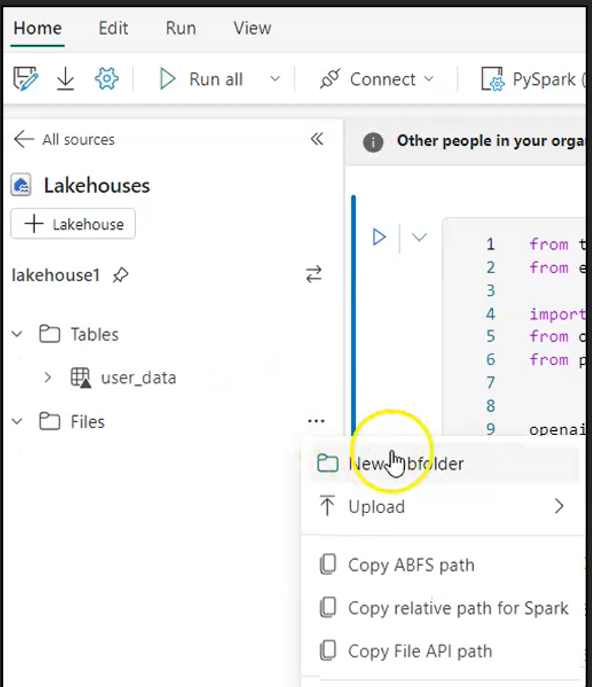 Home Edit Run View
Run all Connect PySpark (
All sources
Other people in your orga
Lakehouses
Lakehouse
lakehouse1
Tables
user_data
Files
1 from t
2 from e
3
4 import
5 from o
6 from p
7
8
9 openai
New subfolder
Upload
Copy ABFS path
Copy relative path for Spark
Copy File API path